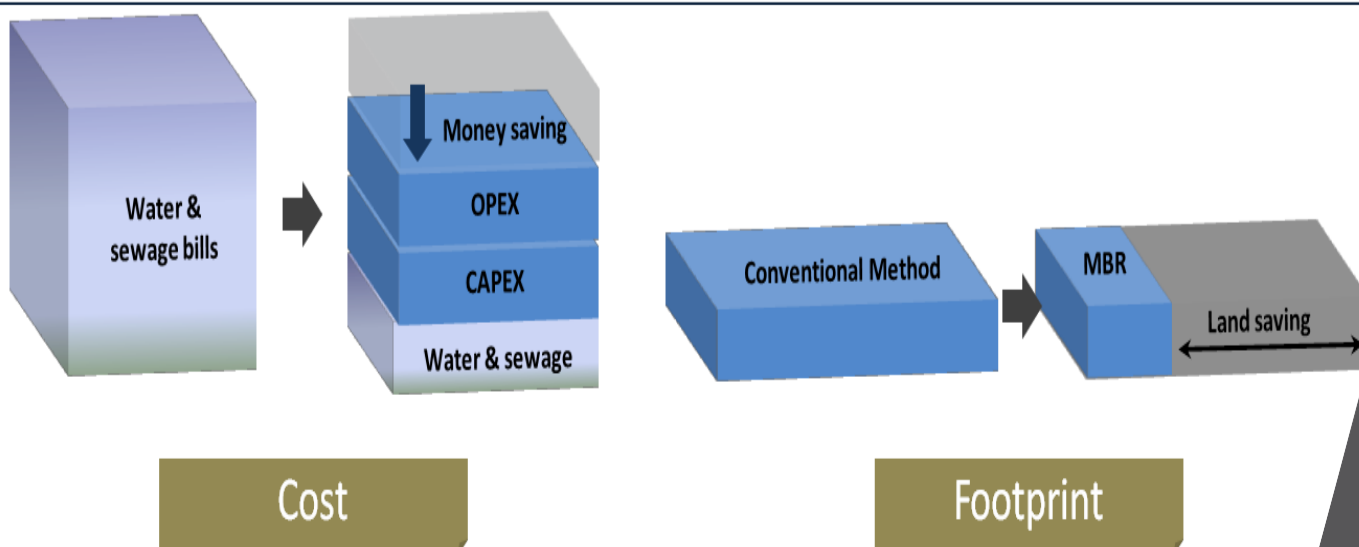 Water &
sewage bills
Money saving
OPEX
CAPEX
Water & sewage
Conventional Method
MBR
Land saving
Cost
Footprint